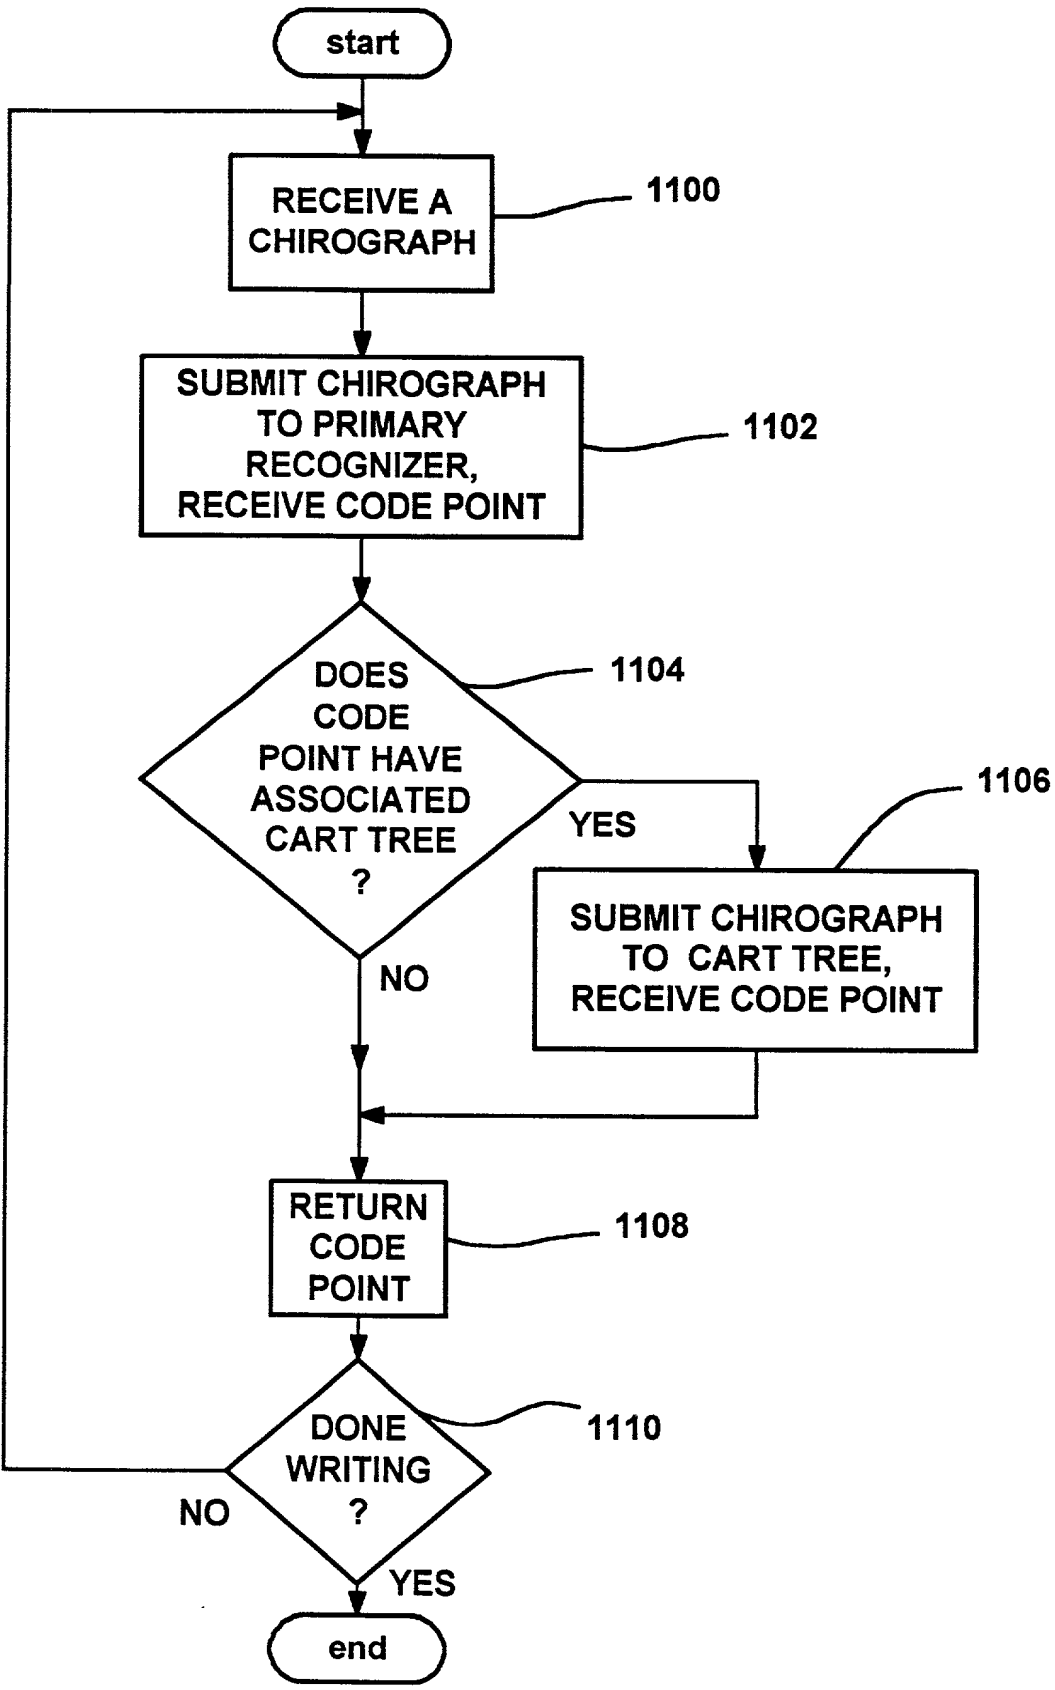 start
RECEIVE A
CHIROGRAPH
1100
SUBMIT CHIROGRAPH
TO PRIMARY
RECOGNIZER,
RECEIVE CODE POINT
1102
DOES
CODE
POINT HAVE
ASSOCIATED
CART TREE
?
1104
YES
1106
SUBMIT CHIROGRAPH
TO CART TREE,
RECEIVE CODE POINT
NO
RETURN
CODE
POINT
1108
DONE
WRITING
?
1110
NO
YES
end